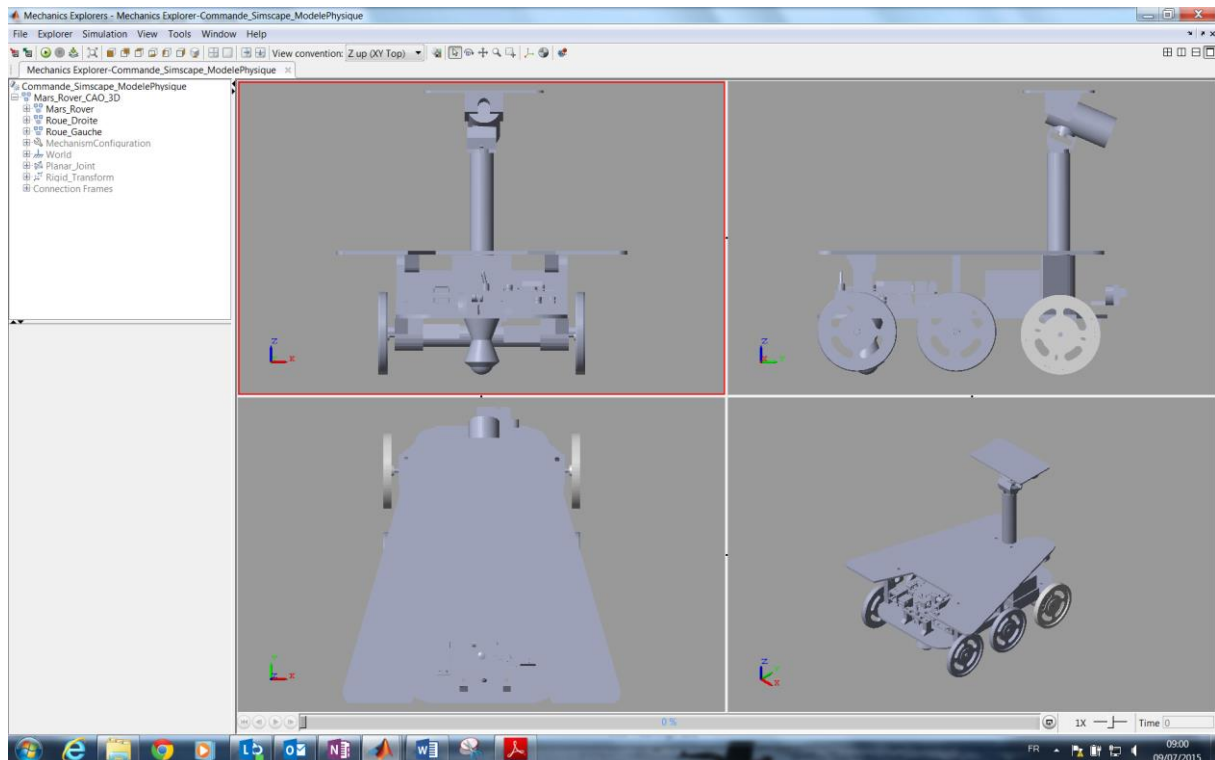 Mechanics Explorers - Mechanics Explorer-Commande_Simscape_ModelePhysique
File Explorer Simulation View Tools Window Help
View convention: Z up (XY Top)
Mechanics Explorer-Commande_Simscape_ModelePhysique
Commande_Simscape_ModelePhysique
Mars_Rover_CAO_3D
Mars_Rover
Roue_Droite
Roue_Gauche
MechanismConfiguration
World
Planar_Joint
Rigid_Transform
Connection Frames
z
x
z
y
y
x
z
x
0 %
1X
Time 0
FR
09:00
09/07/2015